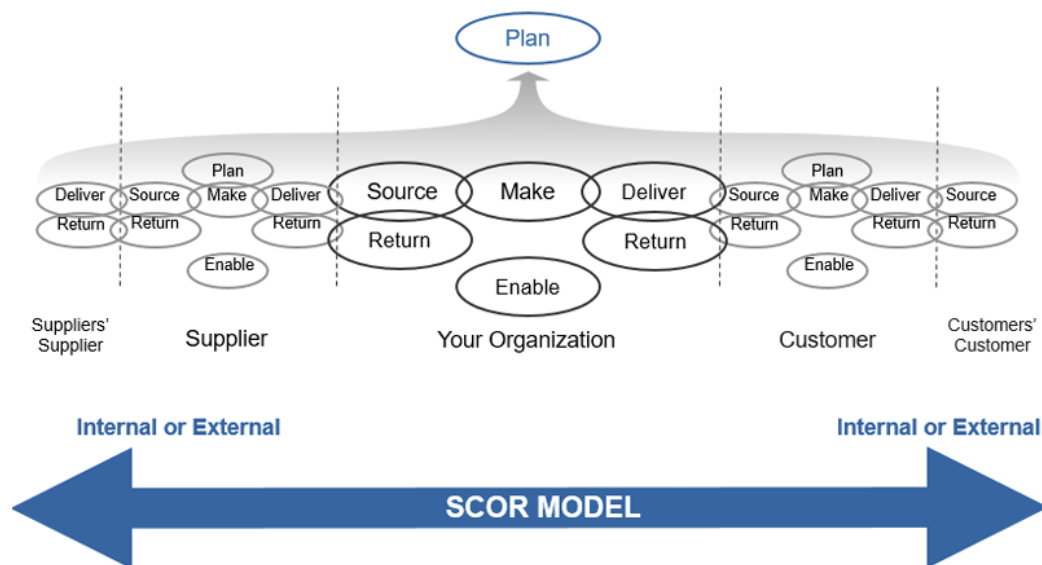 Plan
Plan
Plan
Deliver Source Make Deliver Source Make Deliver Source Make Deliver Source
Return Return Return Return Return Return Return Return
Enable Enable Enable
Suppliers'
Supplier
Supplier
Your Organization
Customer
Customers'
Customer
Internal or External
Internal or External
SCOR MODEL